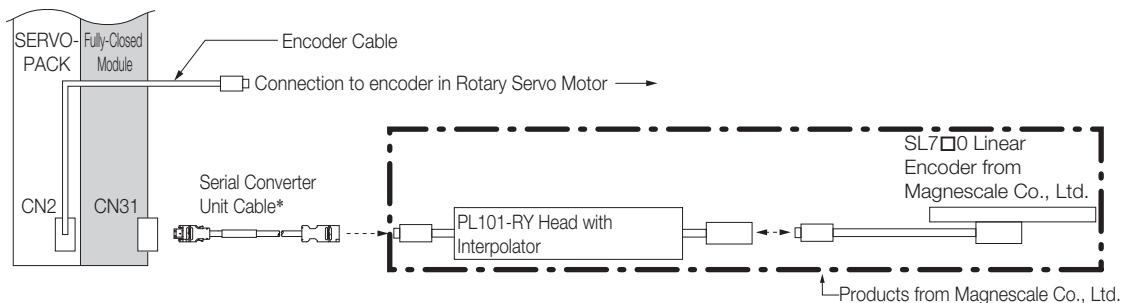 SERVO-
PACK
Fully-Closed
Module
Encoder Cable
Connection to encoder in Rotary Servo Motor
CN2
CN31
Serial Converter
Unit Cable*
PL101-RY Head with
Interpolator
SL7□0 Linear
Encoder from
Magnescale Co., Ltd.
Products from Magnescale Co., Ltd.